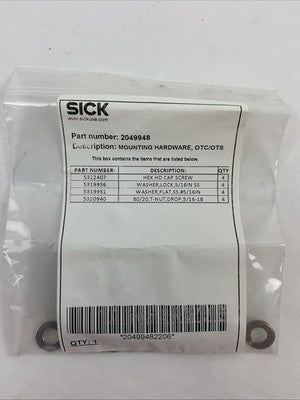 SICK
www.sickusa.com
Part number: 2049948
Description: MOUNTING HARDWARE, OTC/OTS
This box contains the items that are listed below.
PART NUMBER: DESCRIPTION: QTY
5322407 HEX HD CAP SCREW 4
5319956 WASHER,LOCK,5/16IN SS 4
5319951 WASHER,FLAT,SS,#5/16IN 4
5320940 80/20,T-NUT,DROP,5/16-18 4
*20499482206*
QTY: 1